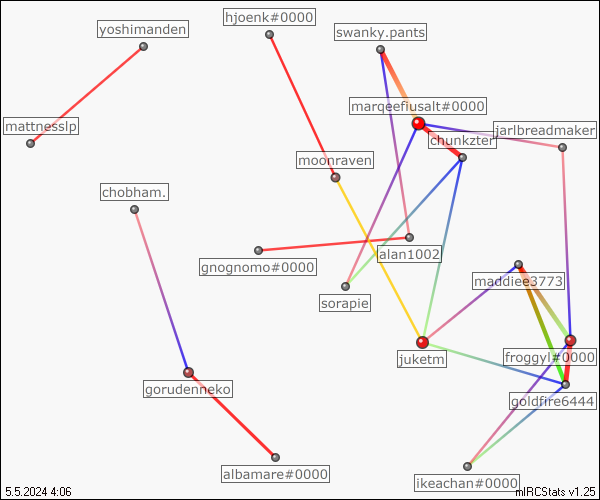 hjoenk#0000
yoshimanden
swanky.pants
marqeefiusalt#0000
mattnesslp
jarlbreadmaker
chunkzter
moonraven
chobham.
alan1002
gnognomo#0000
maddiee3773
sorapie
juketm
froggyl#0000
gorudenneko
goldfire6444
albamare#0000
ikeachan#0000
5.5.2024 4:06
mIRCStats v1.25